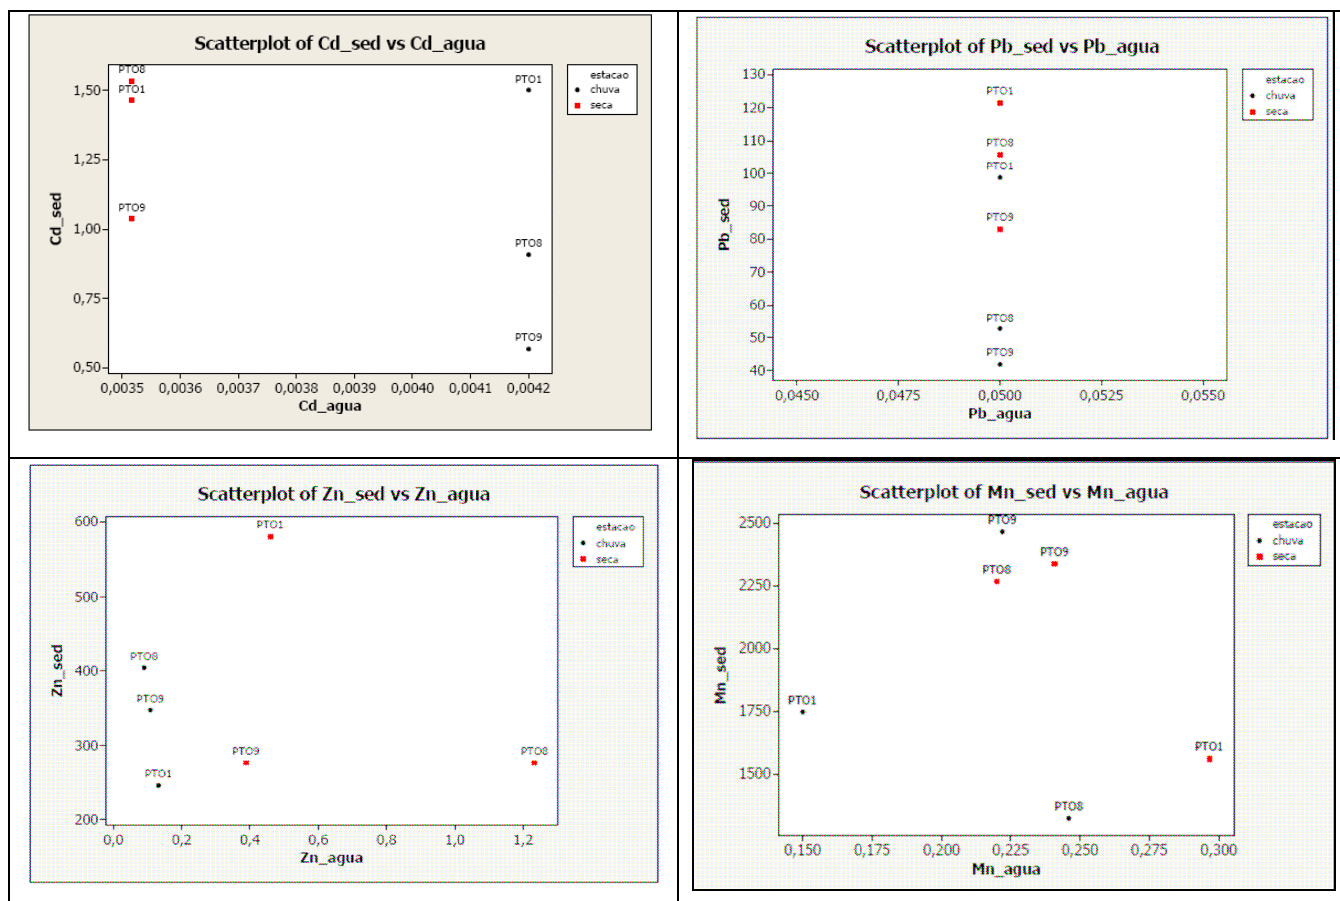 Scatterplot of Cd_sed vs Cd_agua
estacao
chuva
seca
PTO8
PTO1
PTO1
PTO9
PTO8
PTO9
1,50
1,25
1,00
0,75
0,50
Cd_sed
0,0035 0,0036 0,0037 0,0038 0,0039 0,0040 0,0041 0,0042
Cd_agua
Scatterplot of Pb_sed vs Pb_agua
estacao
chuva
seca
PTO1
PTO8
PTO1
PTO9
PTO8
PTO9
130
120
110
100
90
80
70
60
50
40
Pb_sed
0,0450 0,0475 0,0500 0,0525 0,0550
Pb_agua
Scatterplot of Zn_sed vs Zn_agua
estacao
chuva
seca
PTO1
PTO8
PTO9
PTO9
PTO8
PTO1
600
500
400
300
200
Zn_sed
0,0 0,2 0,4 0,6 0,8 1,0 1,2
Zn_agua
Scatterplot of Mn_sed vs Mn_agua
estacao
chuva
seca
PTO9
PTO9
PTO8
PTO1
PTO1
PTO8
2500
2250
2000
1750
1500
Mn_sed
0,150 0,175 0,200 0,225 0,250 0,275 0,300
Mn_agua